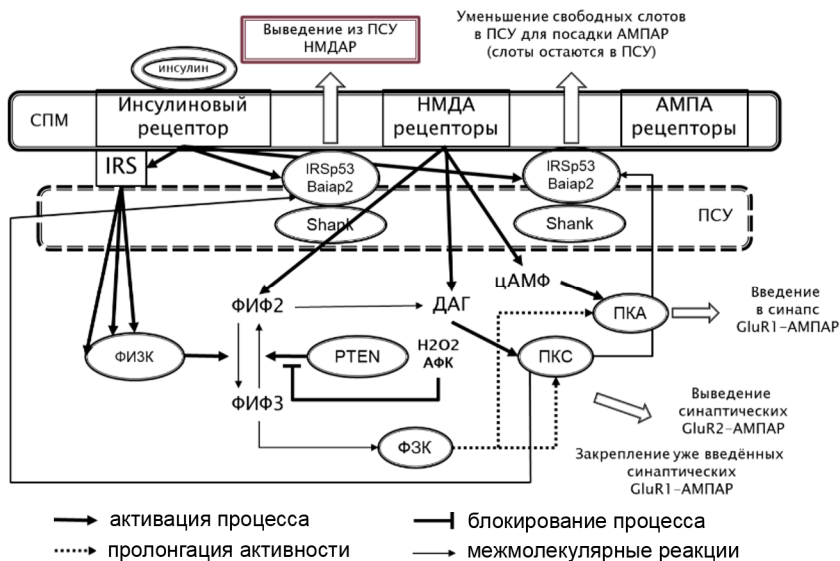 Выведение из ПСУ
НМДАР
Уменьшение свободных слотов
в ПСУ для посадки АМПАР
(слоты остаются в ПСУ)
инсулин
СПМ
Инсулиновый
рецептор
НМДА
рецепторы
АМПА
рецепторы
IRS
IRSp53
Baiap2
IRSp53
Baiap2
Shank
Shank
ПСУ
цАМФ
ФИФ2
ДАГ
ПКА
Введение
в синапс
GluR1-АМПАР
ФИ3К
PTEN
H2O2
АФК
ПКС
ФИФ3
Выведение
синаптических
GluR2-АМПАР
ФЗК
Закрепление уже введённых
синаптических
GluR1-АМПАР
активация процесса
блокирование процесса
пролонгация активности
межмолекулярные реакции